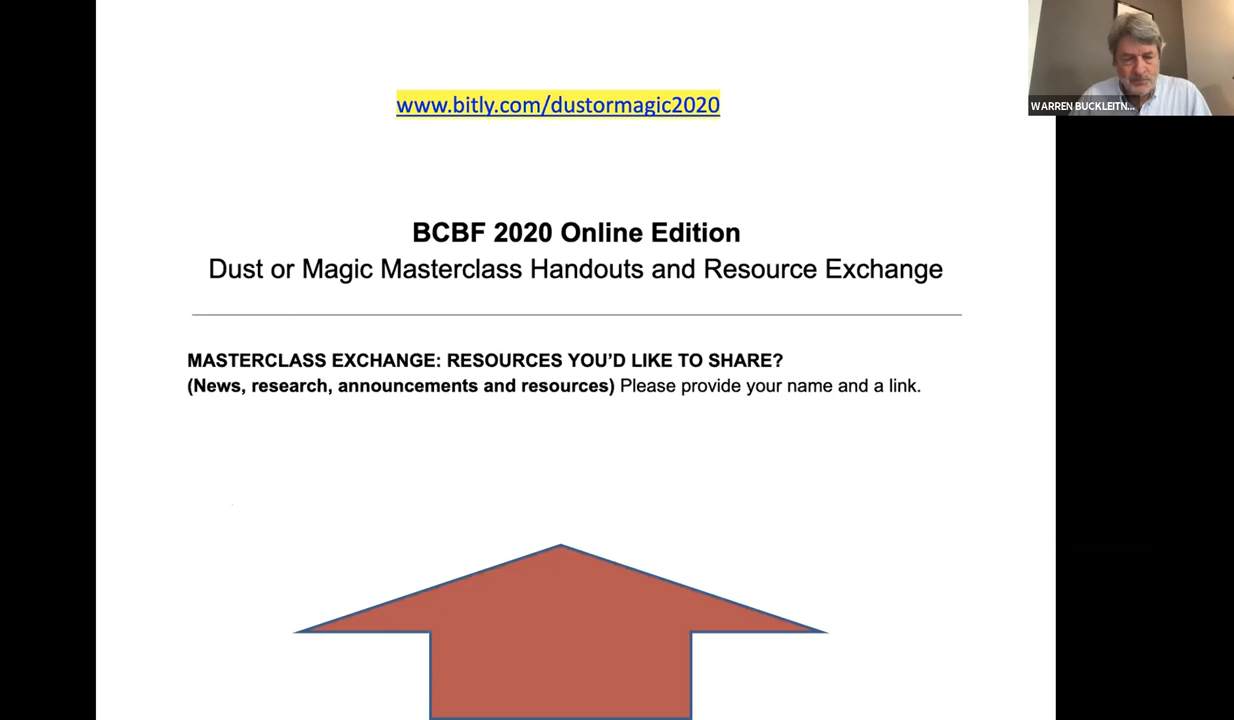 www.bitly.com/dustormagic2020
WARREN BUCKLEITN...
BCBF 2020 Online Edition
Dust or Magic Masterclass Handouts and Resource Exchange
MASTERCLASS EXCHANGE: RESOURCES YOU’D LIKE TO SHARE?
(News, research, announcements and resources) Please provide your name and a link.